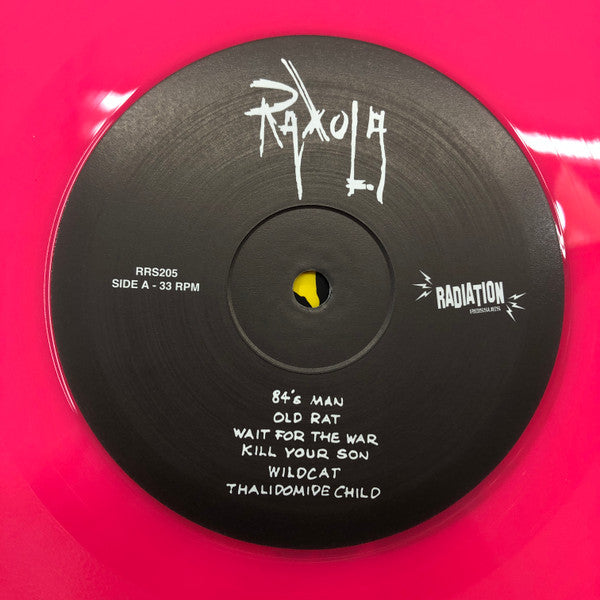 Raxola
RRS205
SIDE A - 33 RPM
RADIATION
REISSUES
84's MAN
OLD RAT
WAIT FOR THE WAR
KILL YOUR SON
WILDCAT
THALIDOMIDE CHILD